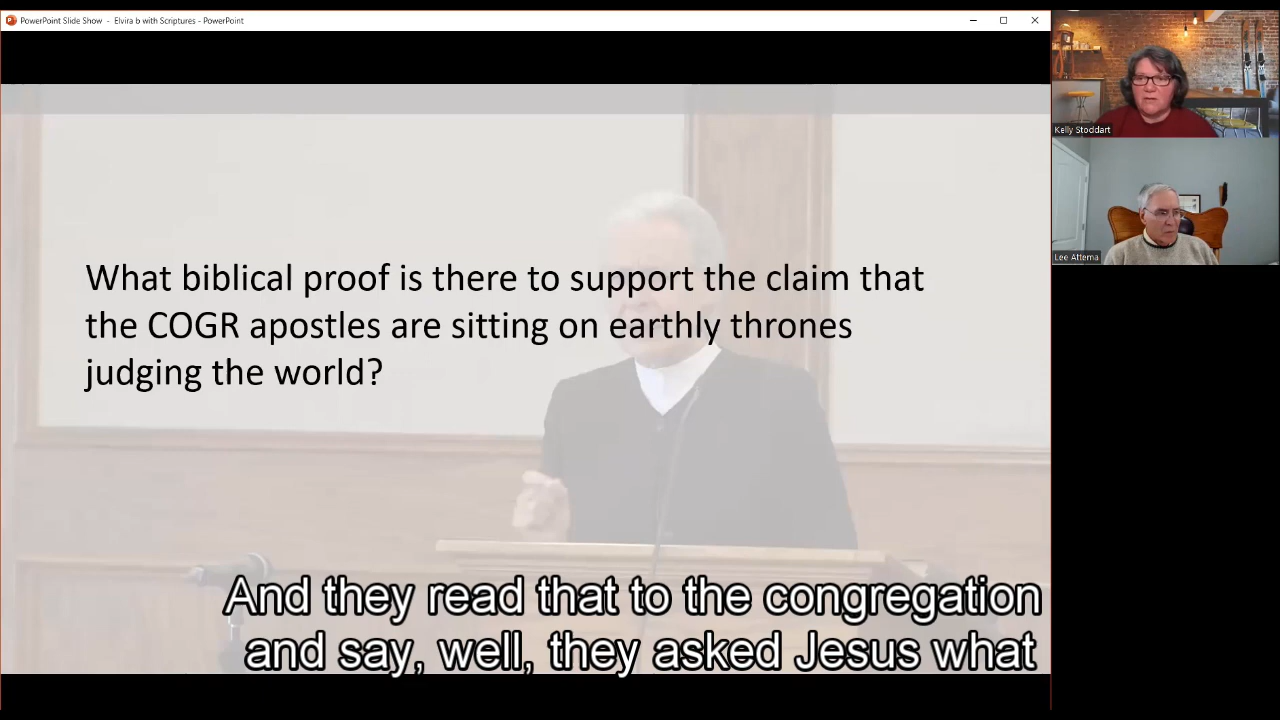 PowerPoint Slide Show - Elvira b with Scriptures - PowerPoint
Kelly Stoddart
Lee Attema
What biblical proof is there to support the claim that
the COGR apostles are sitting on earthly thrones
judging the world?
And they read that to the congregation
and say, well, they asked Jesus what